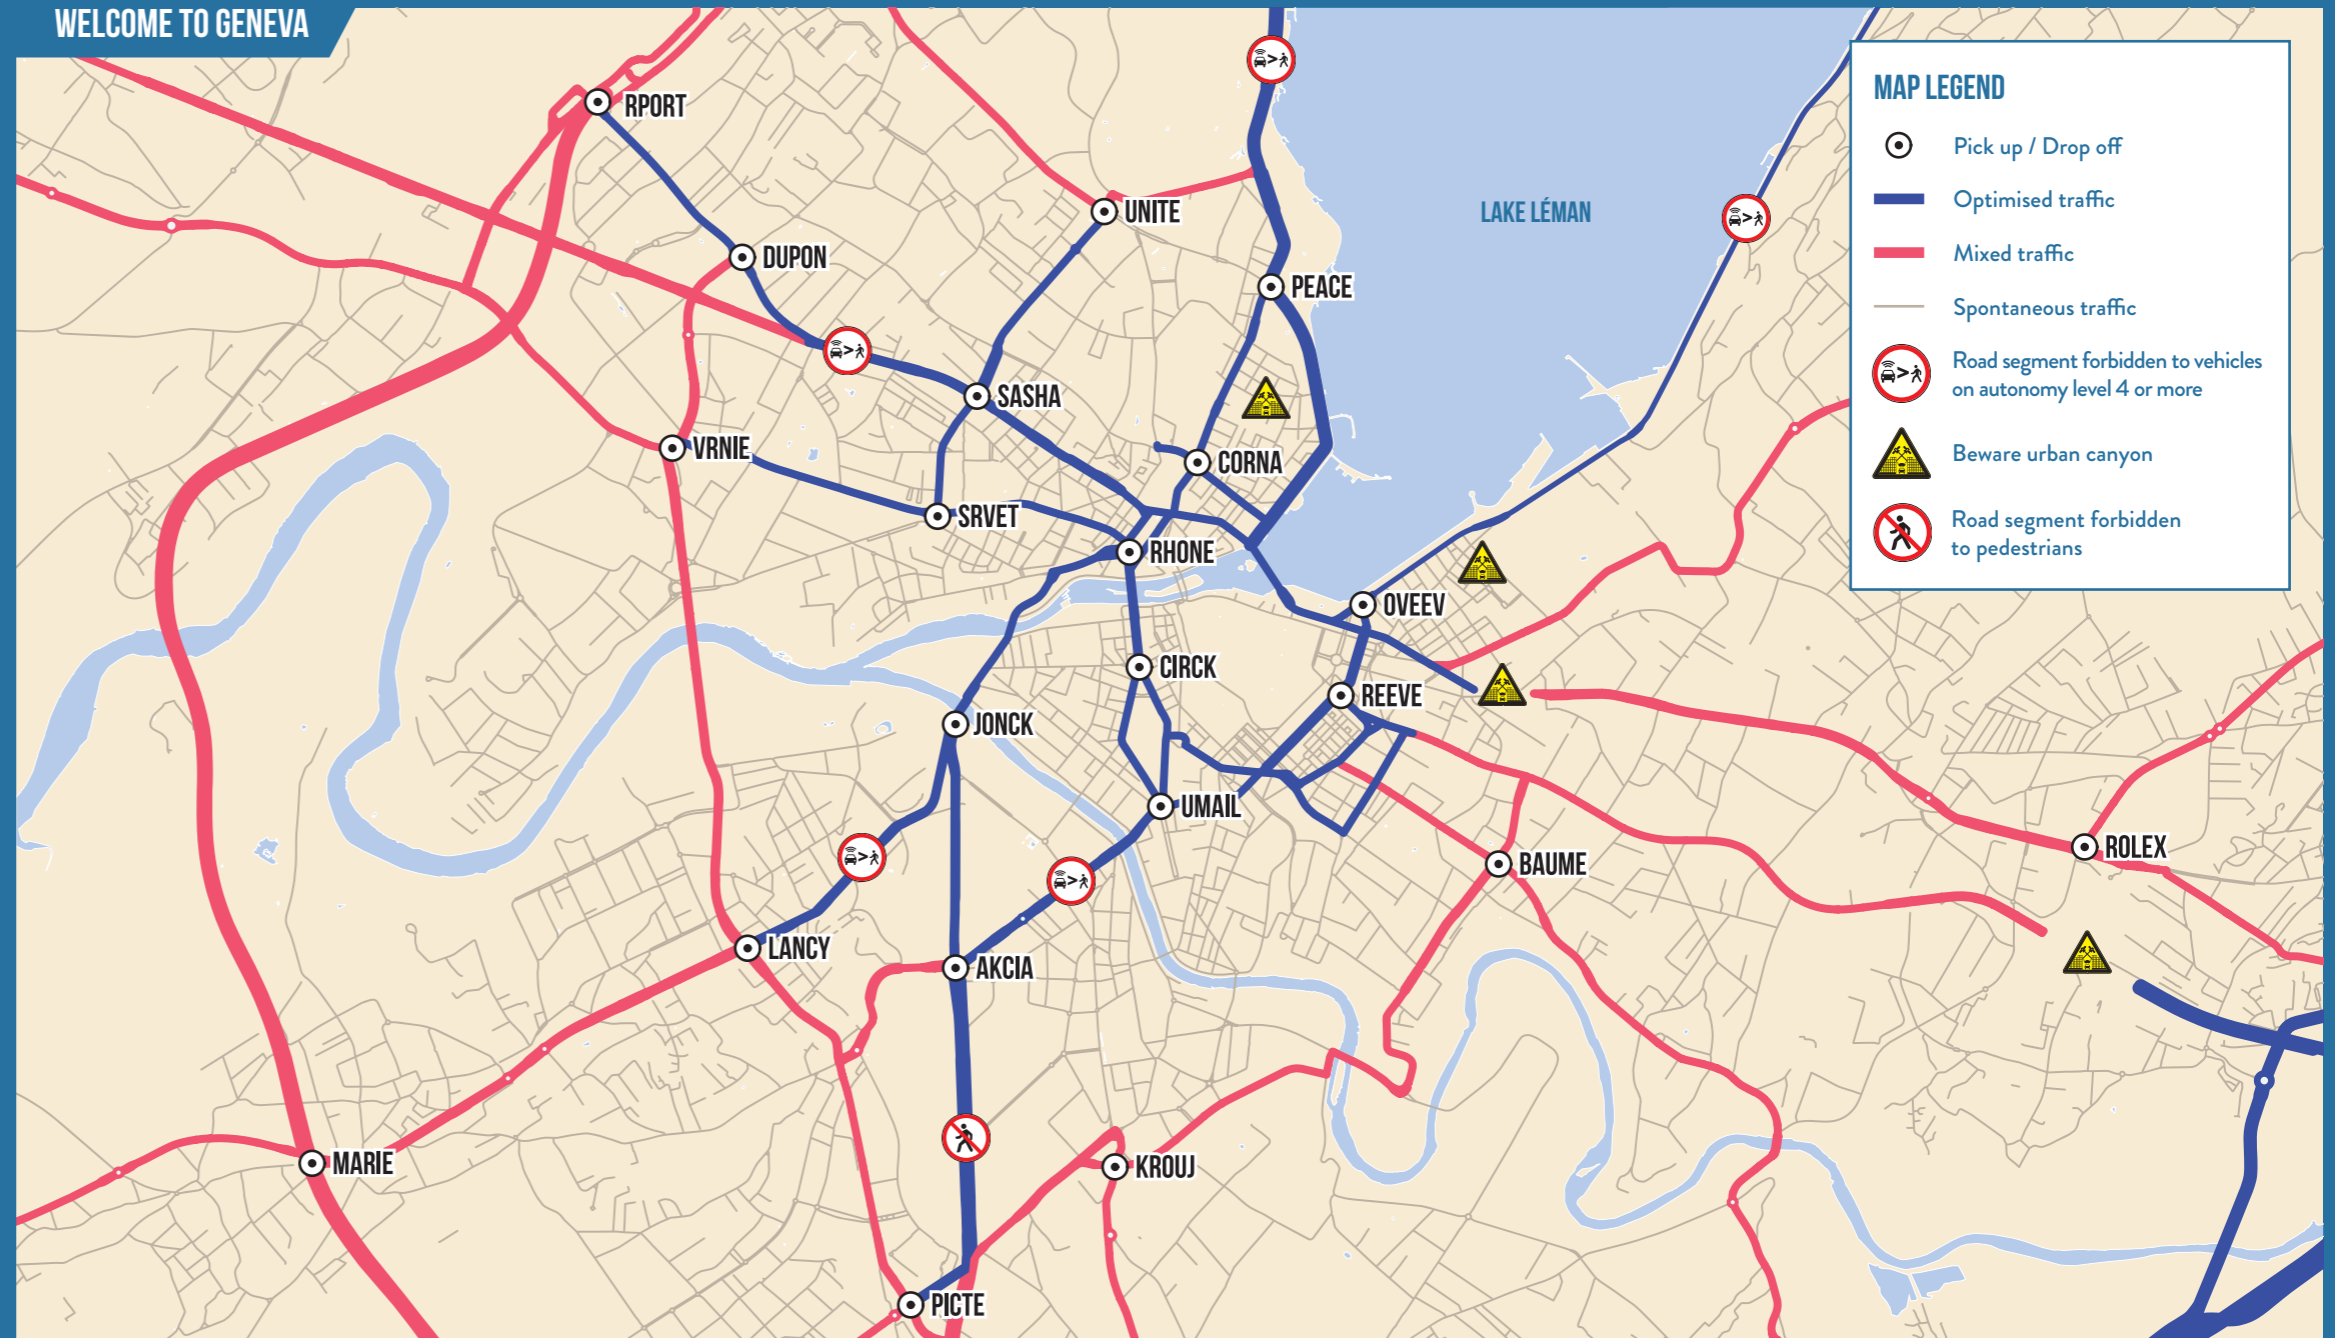 WELCOME TO GENEVA
RPORT
UNITE
DUPON
PEACE
LAKE LÉMAN
SASHA
VRNIE
CORNA
SRVET
RHONE
OVEEV
CIRCK
REEVE
JONCK
UMAIL
ROLEX
BAUME
LANCY
AKCIA
MARIE
KROUJ
PICTE
MAP LEGEND
Pick up / Drop off
Optimised traffic
Mixed traffic
Spontaneous traffic
Road segment forbidden to vehicles
on autonomy level 4 or more
Beware urban canyon
Road segment forbidden
to pedestrians